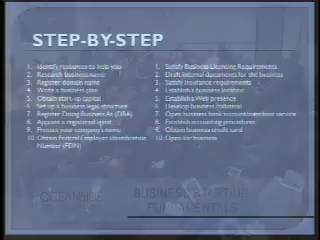 STEP-BY-STEP
1. Identify resources to help you
2. Research business name
3. Register domain name
4. Write a business plan
5. Obtain start-up capital
6. Set up a business legal structure
7. Register Doing Business As (DBA)
8. Appoint a registered agent
9. Protect your company's name
10. Obtain Federal Employer Identification
Number (FEIN)
1. Satisfy Business Licensing Requirements
2. Draft internal documents for the business
3. Satisfy insurance requirements
4. Establish a business location
5. Establish a Web presence
6. Develop business collateral
7. Open business bank account/merchant service
8. Establish accounting procedures
9. Obtain business credit card
10. Open for business
OCEANSIDE
BUSINESS START-UP
FUNDAMENTALS